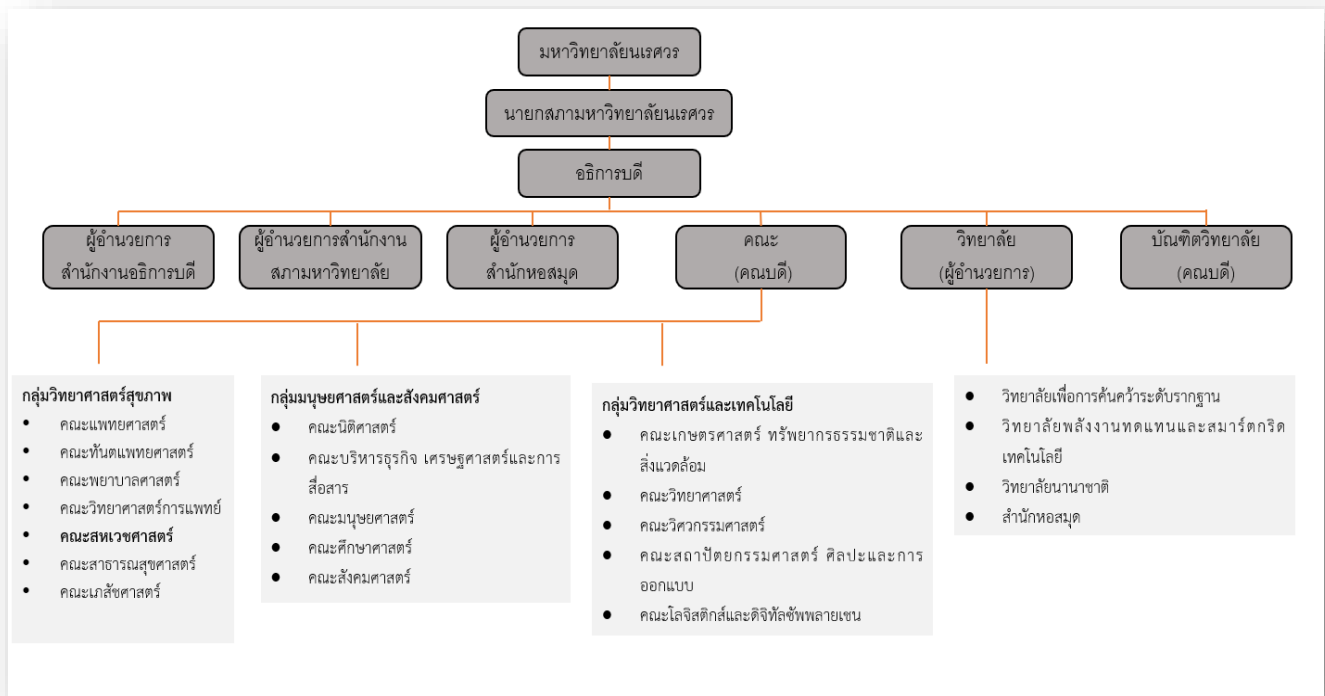 มหาวิทยาลัยนเรศวร
นายกสภามหาวิทยาลัยนเรศวร
อธิการบดี
ผู้อำนวยการ
สำนักงานอธิการบดี
ผู้อำนวยการสำนักงาน
สภามหาวิทยาลัย
ผู้อำนวยการ
สำนักหอสมุด
คณะ
(คณบดี)
วิทยาลัย
(ผู้อำนวยการ)
บัณฑิตวิทยาลัย
(คณบดี)
กลุ่มวิทยาศาสตร์สุขภาพ
• คณะแพทยศาสตร์
• คณะทันตแพทยศาสตร์
• คณะพยาบาลศาสตร์
• คณะวิทยาศาสตร์การแพทย์
• คณะสหเวชศาสตร์
• คณะสาธารณสุขศาสตร์
• คณะเภสัชศาสตร์
กลุ่มมนุษยศาสตร์และสังคมศาสตร์
● คณะนิติศาสตร์
● คณะบริหารธุรกิจ เศรษฐศาสตร์และการ
สื่อสาร
● คณะมนุษยศาสตร์
● คณะศึกษาศาสตร์
● คณะสังคมศาสตร์
กลุ่มวิทยาศาสตร์และเทคโนโลยี
● คณะเกษตรศาสตร์ ทรัพยากรธรรมชาติและ
สิ่งแวดล้อม
● คณะวิทยาศาสตร์
● คณะวิศวกรรมศาสตร์
● คณะสถาปัตยกรรมศาสตร์ ศิลปะและการ
ออกแบบ
● คณะโลจิสติกส์และดิจิทัลซัพพลายเชน
● วิทยาลัยเพื่อการค้นคว้าระดับรากฐาน
● วิทยาลัยพลังงานทดแทนและสมาร์ตกริด
เทคโนโลยี
● วิทยาลัยนานาชาติ
● สำนักหอสมุด